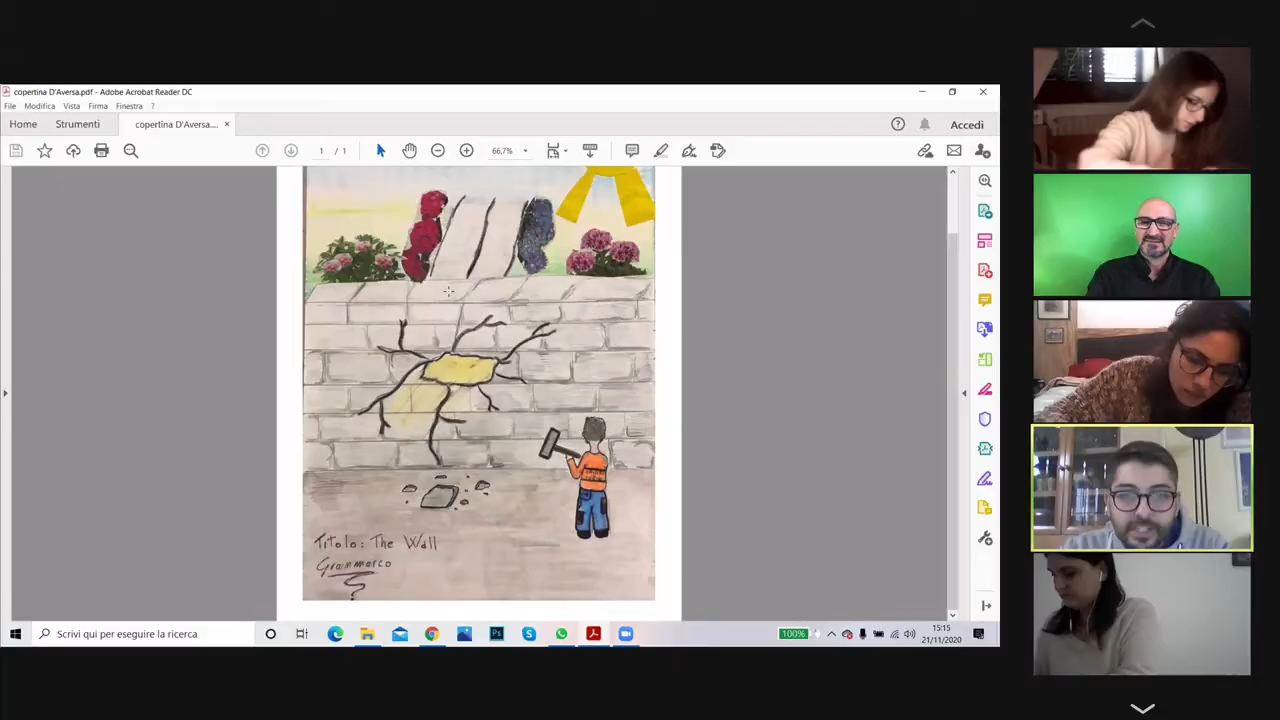 copertina D'Aversa.pdf - Adobe Acrobat Reader DC
File Modifica Vista Firma Finestra ?
Home Strumenti copertina D'Aversa.... × Accedi
1 / 1 66,7%
Titolo: The Wall
Gianmarco
Scrivi qui per eseguire la ricerca
100%
15:15
21/11/2020